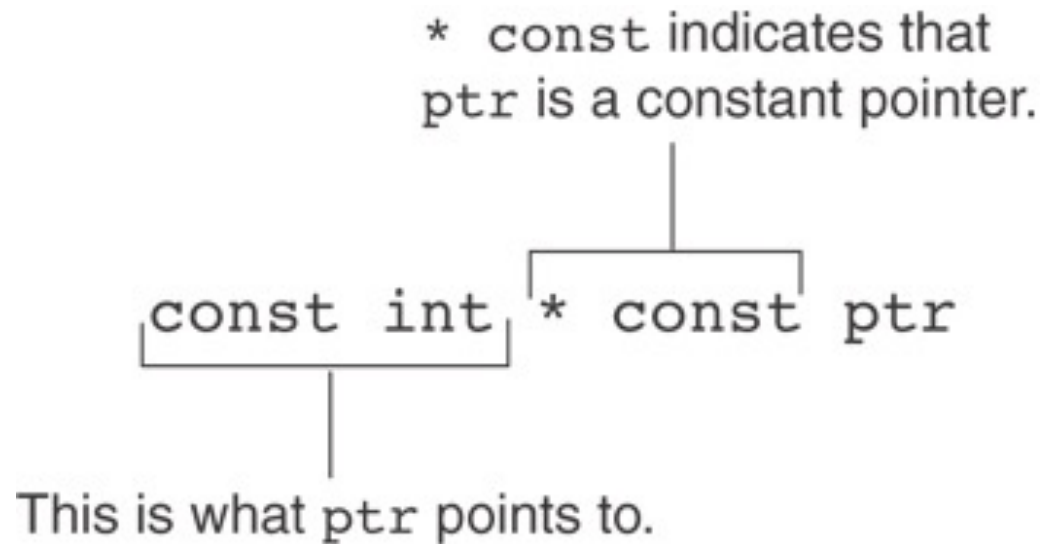 * const indicates that
ptr is a constant pointer.
const int * const ptr
This is what ptr points to.